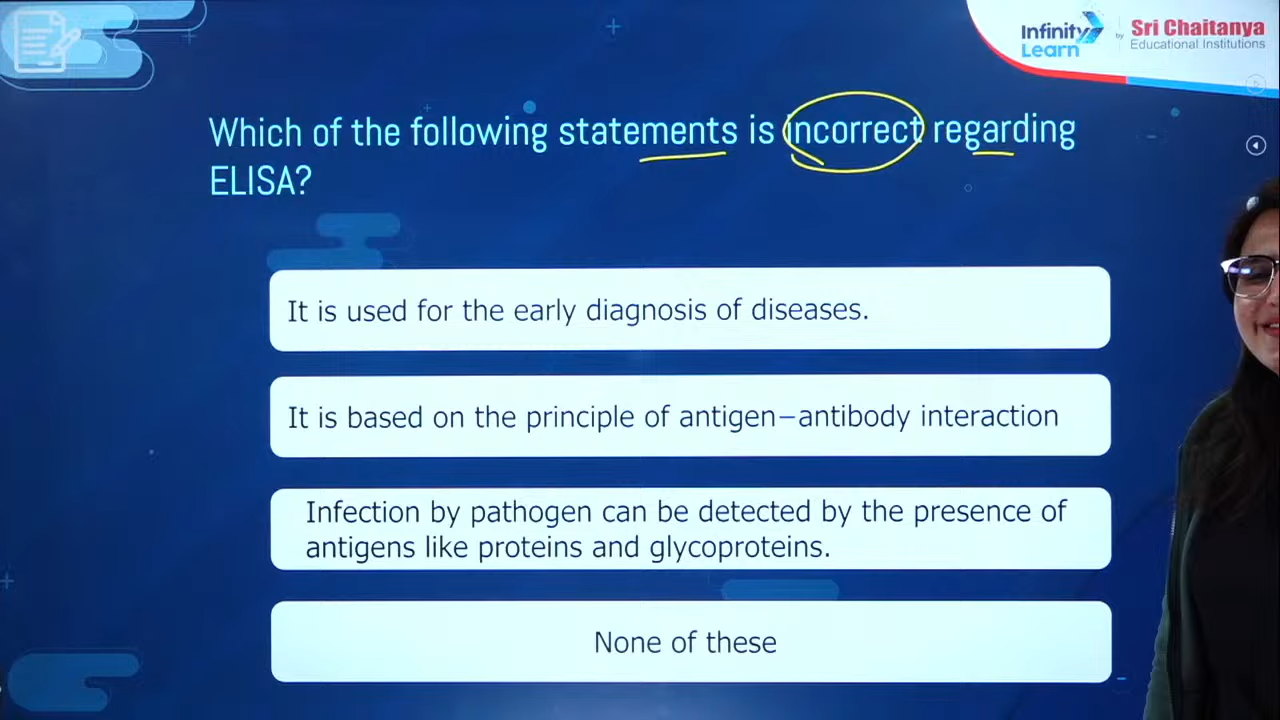 Infinity
Learn
by
Sri Chaitanya
Educational Institutions
Which of the following statements is incorrect regarding
ELISA?
It is used for the early diagnosis of diseases.
It is based on the principle of antigen–antibody interaction
Infection by pathogen can be detected by the presence of
antigens like proteins and glycoproteins.
None of these